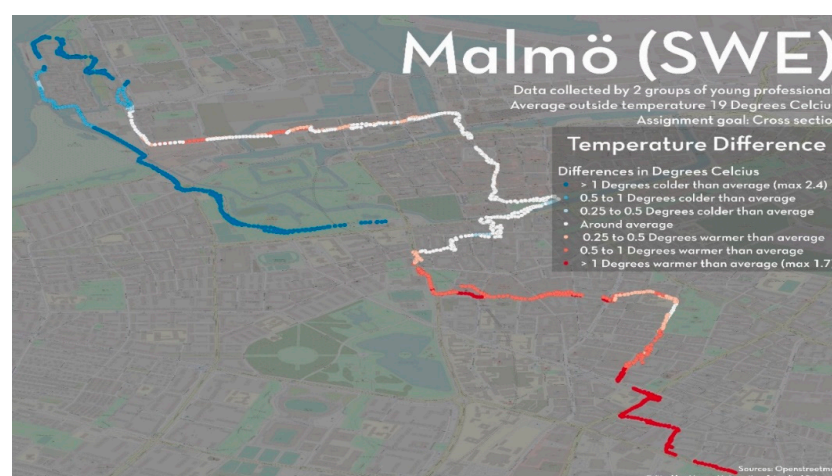 Malmö (SWE)
Data collected by 2 groups of young professiona
Average outside temperature 19 Degrees Celciu
Assignment goal: Cross sectio
Temperature Difference
Differences in Degrees Celcius
> 1 Degrees colder than average (max 2.4)
0.5 to 1 Degrees colder than average
0.25 to 0.5 Degrees colder than average
Around average
0.25 to 0.5 Degrees warmer than average
0.5 to 1 Degrees warmer than average
> 1 Degrees warmer than average (max 1.7
Sources: Openstreetm